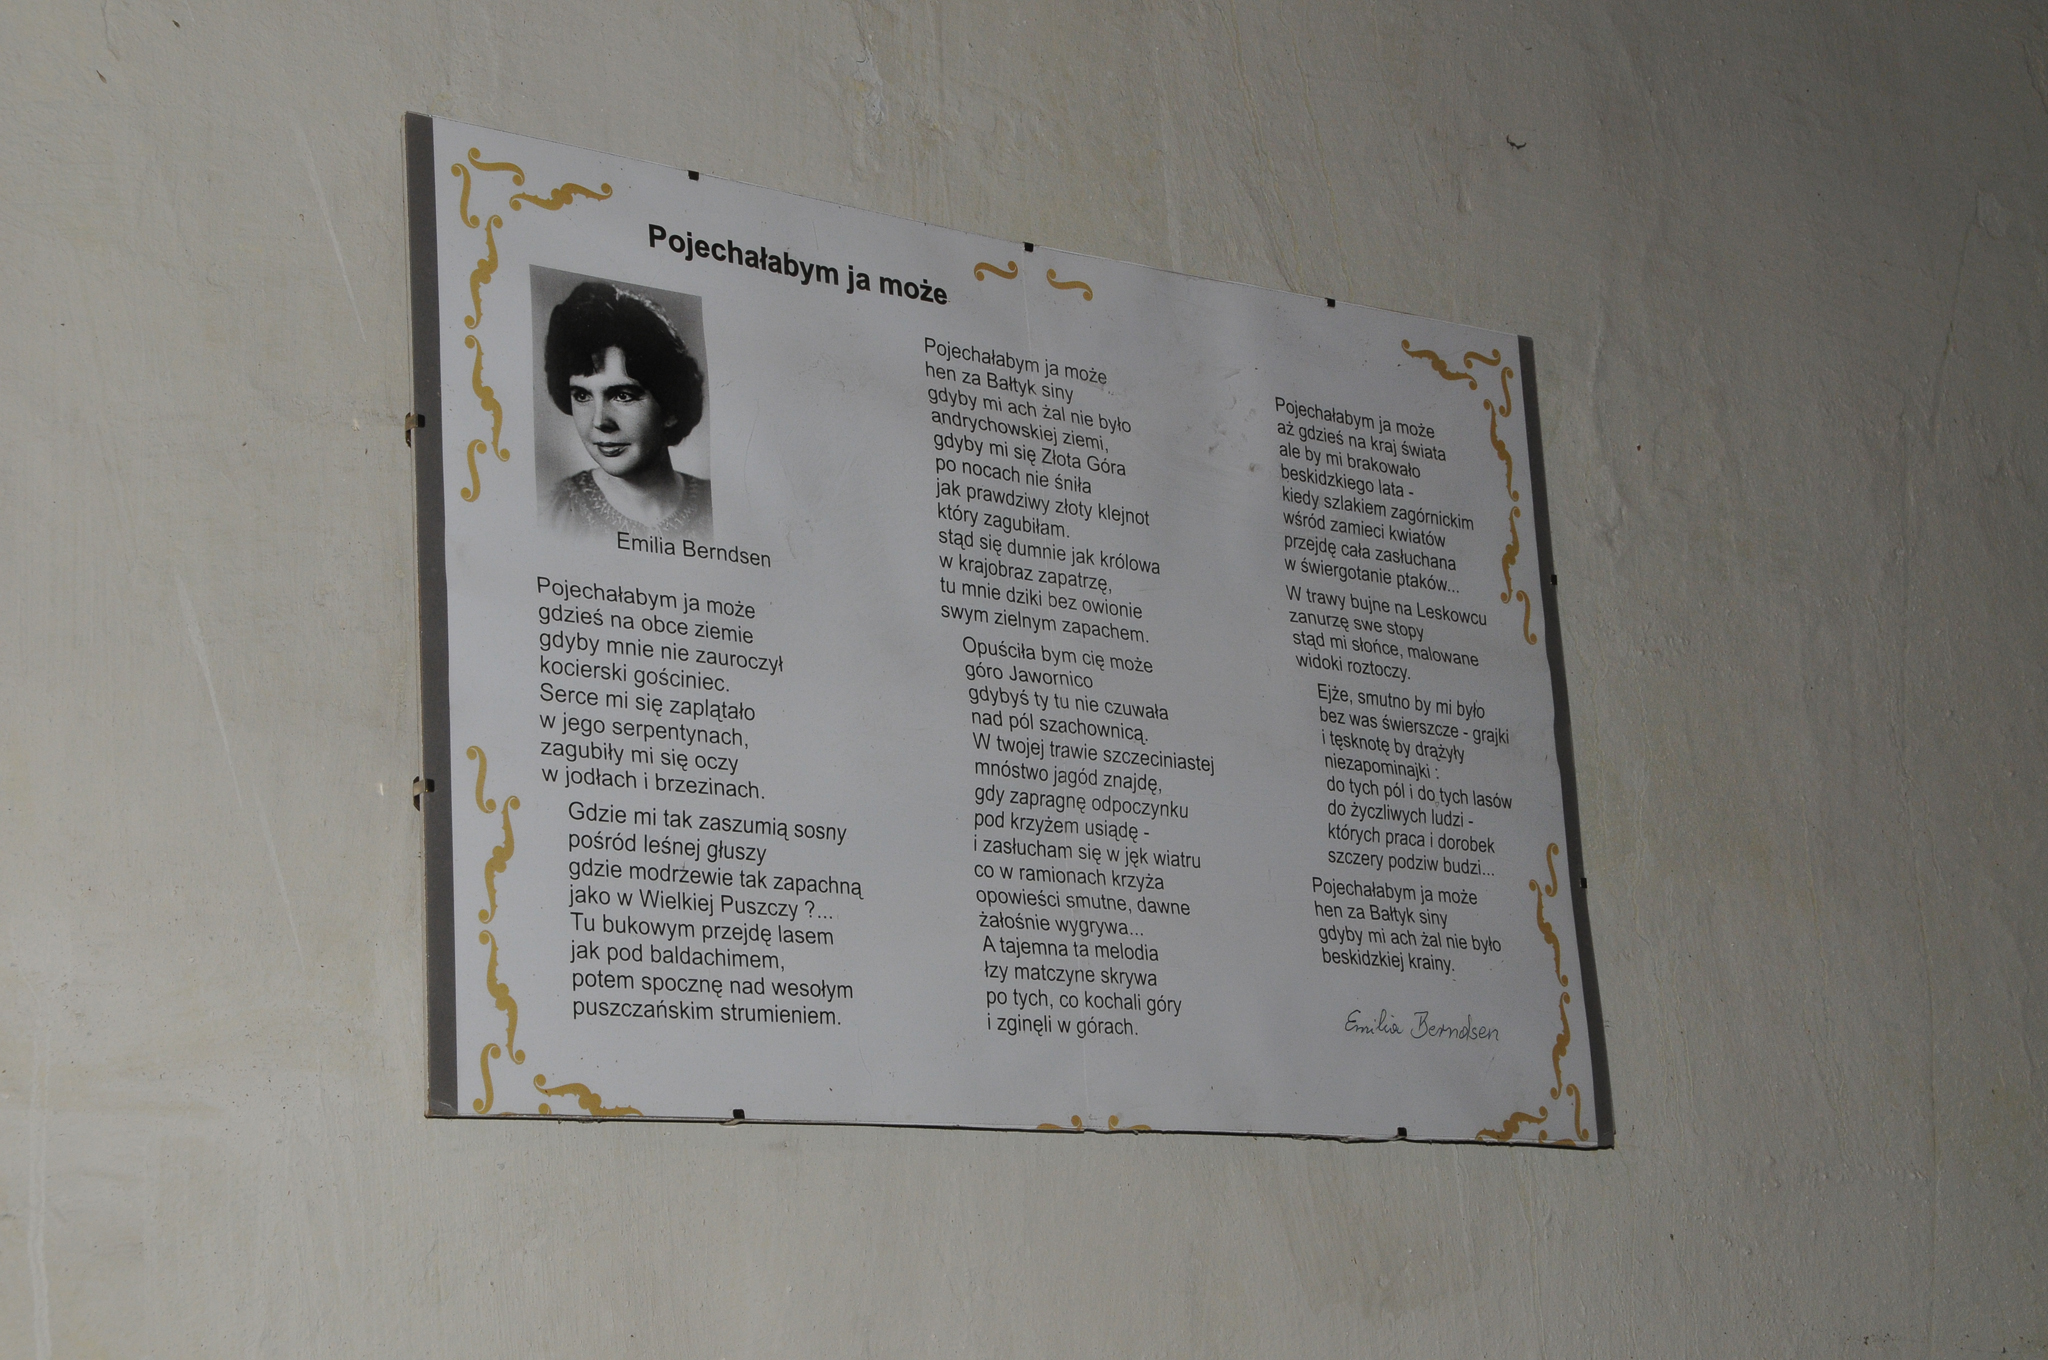 Pojechałabym ja może
Emilia Berndsen
Pojechałabym ja może
gdzieś na obce ziemie
gdyby mnie nie zauroczył
kocierski gościniec.
Serce mi się zaplątało
w jego serpentynach,
zagubiły mi się oczy
w jodłach i brzezinach.
Gdzie mi tak zaszumią sosny
pośród leśnej głuszy
gdzie modrzewie tak zapachną
jako w Wielkiej Puszczy ?...
Tu bukowym przejdę lasem
jak pod baldachimem,
potem spocznę nad wesołym
puszczańskim strumieniem.
Pojechałabym ja może
hen za Bałtyk siny
gdyby mi ach żal nie było
andrychowskiej ziemi,
gdyby mi się Złota Góra
po nocach nie śniła
jak prawdziwy złoty klejnot
który zagubiłam.
stąd się dumnie jak królowa
w krajobraz zapatrzę,
tu mnie dziki bez owionie
swym zielnym zapachem.
Opuściła bym cię może
góro Jawornico
gdybyś ty tu nie czuwała
nad pól szachownicą.
W twojej trawie szczeciniastej
mnóstwo jagód znajdę,
gdy zapragnę odpoczynku
pod krzyżem usiądę -
i zasłucham się w jęk wiatru
co w ramionach krzyża
opowieści smutne, dawne
żałośnie wygrywa...
A tajemna ta melodia
łzy matczyne skrywa
po tych, co kochali góry
i zginęli w górach.
Pojechałabym ja może
aż gdzieś na kraj świata
ale by mi brakowało
beskidzkiego lata -
kiedy szlakiem zagórnickim
wśród zamieci kwiatów
przejdę cała zasłuchana
w świergotanie ptaków...
W trawy bujne na Leskowcu
zanurzę swe stopy
stąd mi słońce, malowane
widoki roztoczy.
Ejże, smutno by mi było
bez was świerszcze - grajki
i tęsknotę by drążyły
niezapominajki :
do tych pól i do tych lasów
do życzliwych ludzi -
których praca i dorobek
szczery podziw budzi...
Pojechałabym ja może
hen za Bałtyk siny
gdyby mi ach żal nie było
beskidzkiej krainy.
Emilia Berndsen